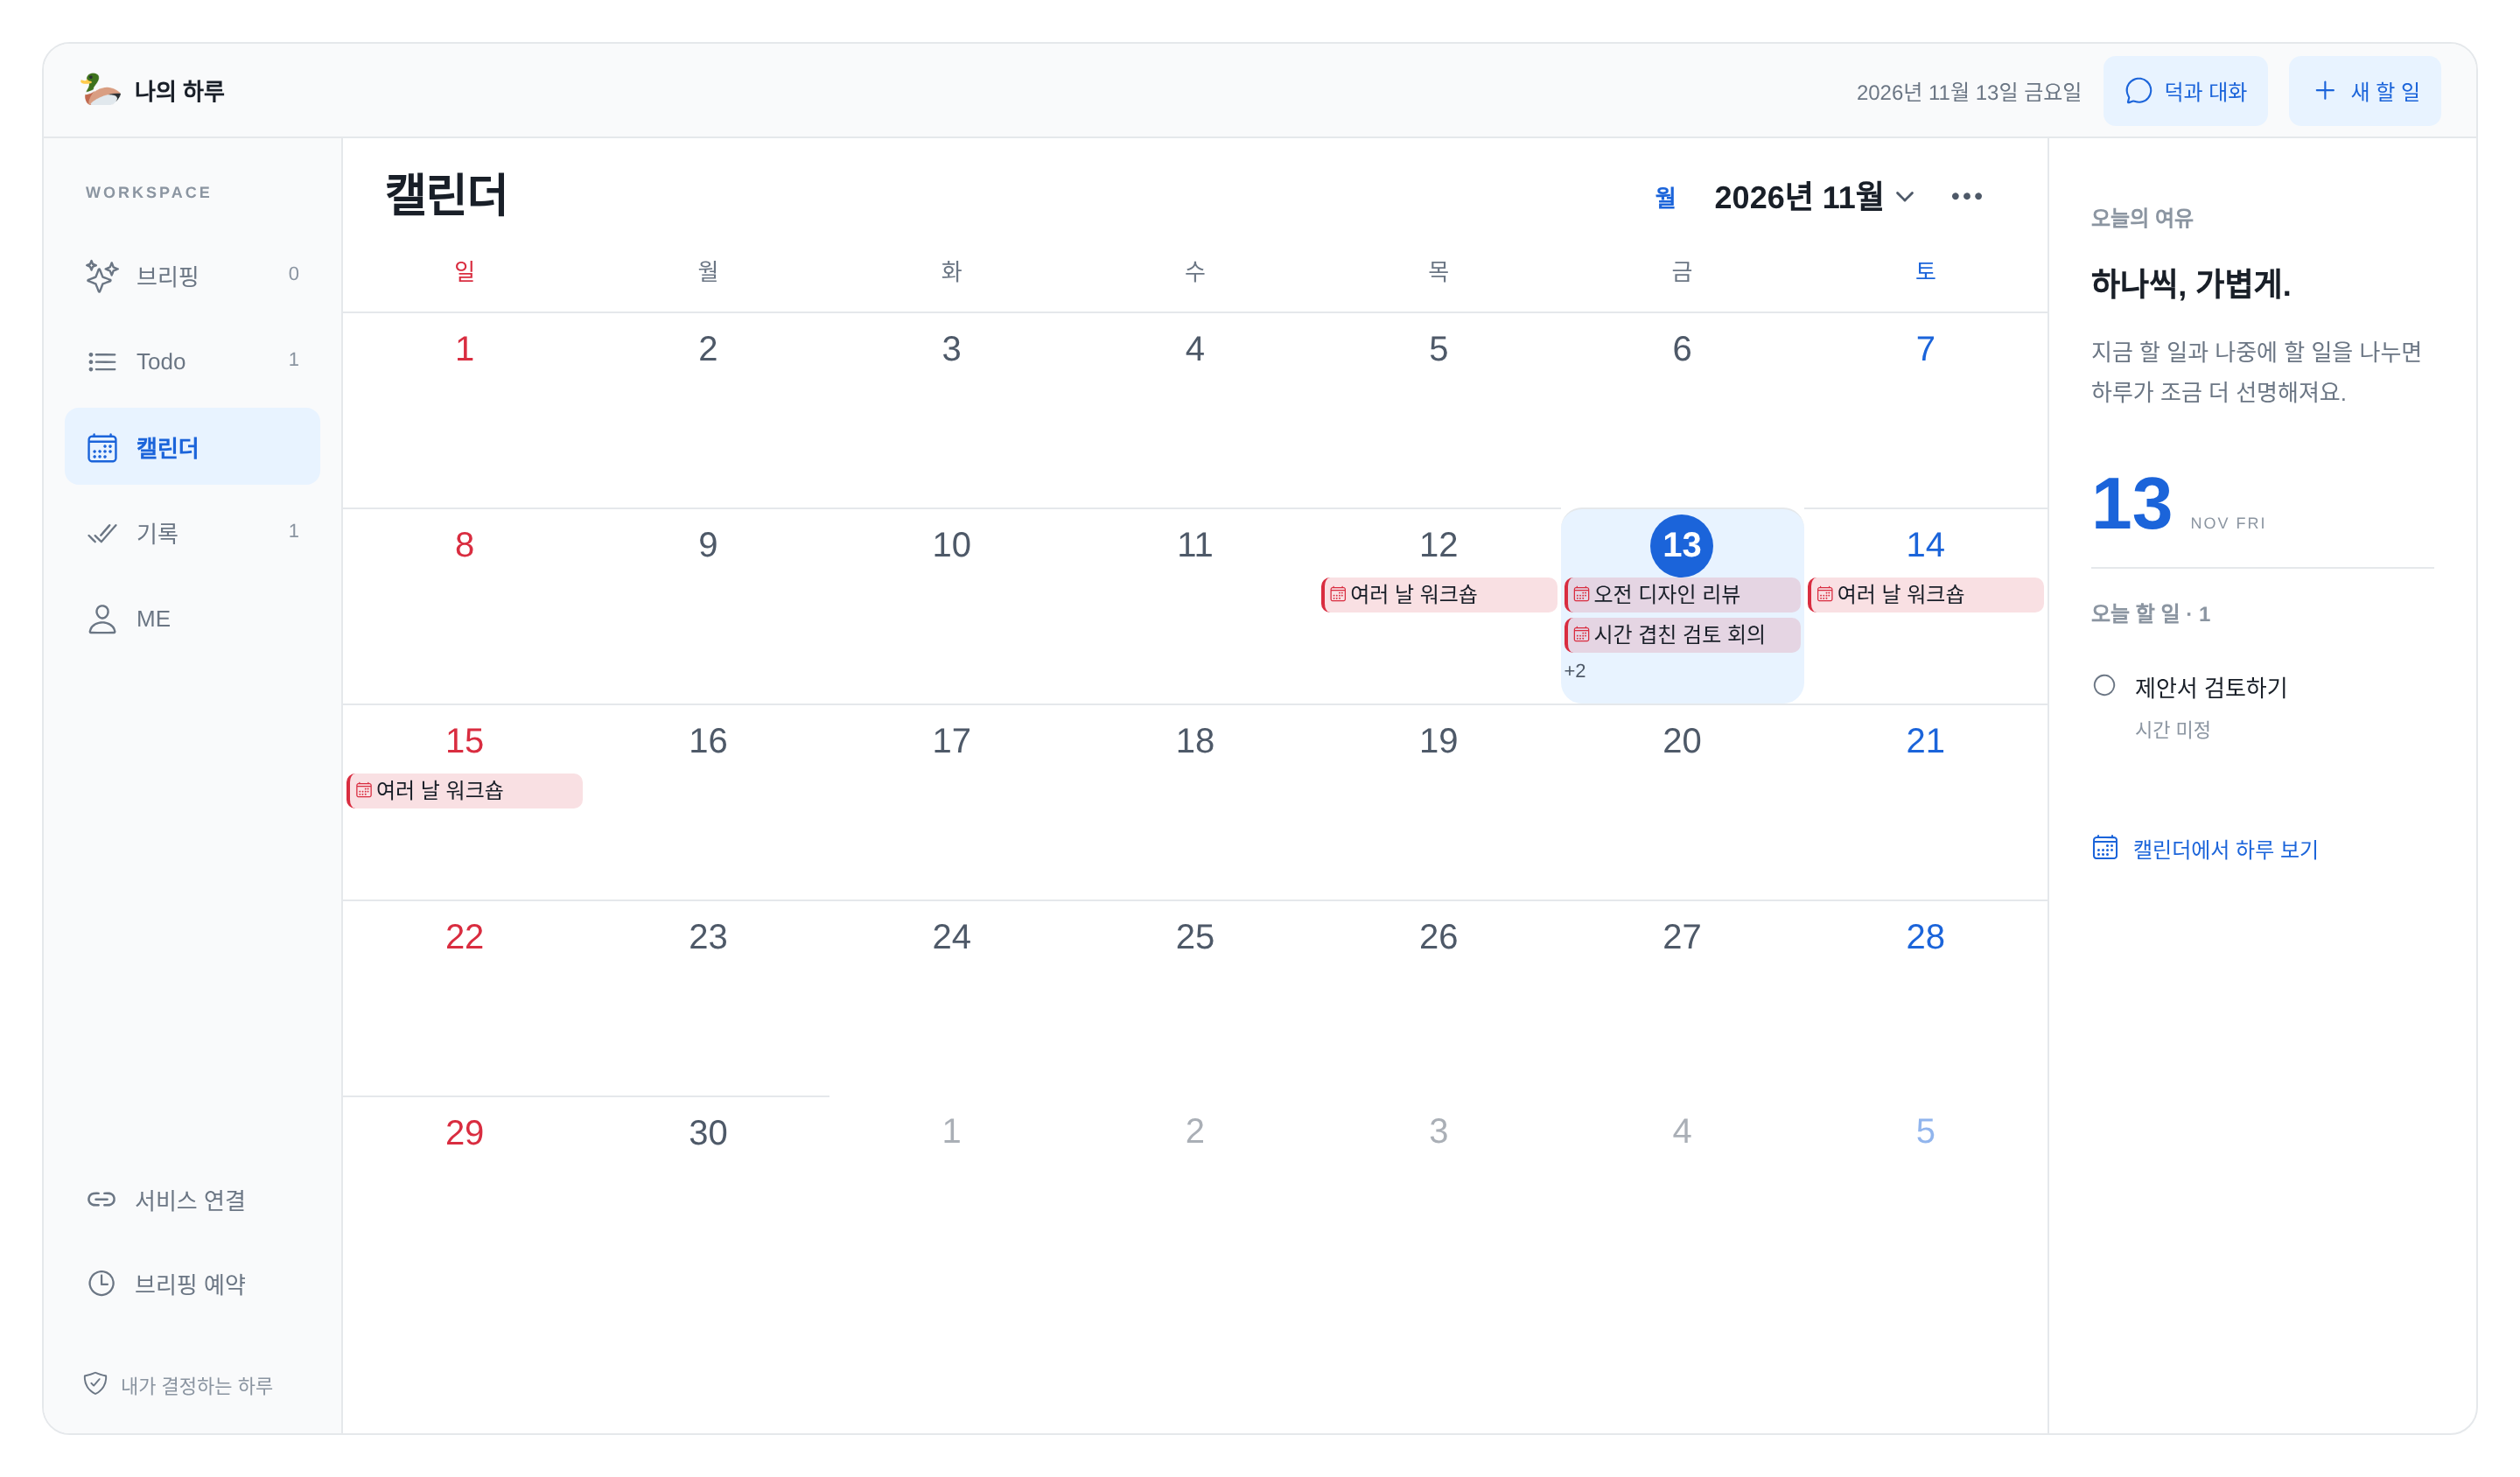 나의 하루
2026년 11월 13일 금요일
덕과 대화
새 할 일
WORKSPACE
브리핑 0
Todo 1
캘린더
기록 1
ME
서비스 연결
브리핑 예약
내가 결정하는 하루
캘린더
월
2026년 11월
일 월 화 수 목 금 토
1 2 3 4 5 6 7
8 9 10 11 12 13 14
여러 날 워크숍
오전 디자인 리뷰
여러 날 워크숍
시간 겹친 검토 회의
+2
15 16 17 18 19 20 21
여러 날 워크숍
22 23 24 25 26 27 28
29 30 1 2 3 4 5
오늘의 여유
하나씩, 가볍게.
지금 할 일과 나중에 할 일을 나누면
하루가 조금 더 선명해져요.
13 NOV FRI
오늘 할 일 · 1
제안서 검토하기
시간 미정
캘린더에서 하루 보기